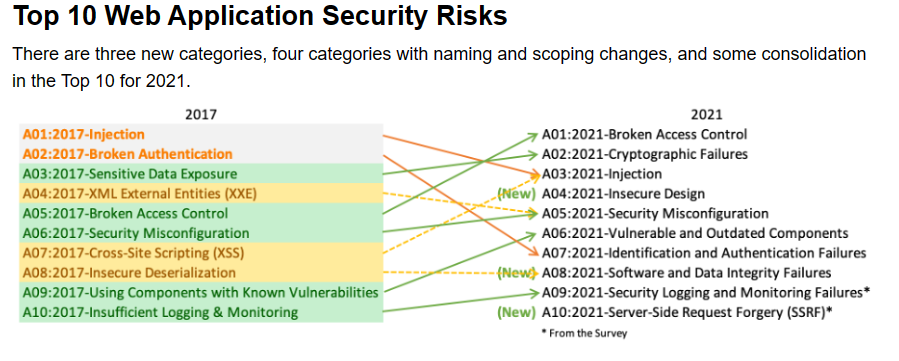 Top 10 Web Application Security Risks
There are three new categories, four categories with naming and scoping changes, and some consolidation
in the Top 10 for 2021.
2017
A01:2017-Injection
A02:2017-Broken Authentication
A03:2017-Sensitive Data Exposure
A04:2017-XML External Entities (XXE)
A05:2017-Broken Access Control
A06:2017-Security Misconfiguration
A07:2017-Cross-Site Scripting (XSS)
A08:2017-Insecure Deserialization
A09:2017-Using Components with Known Vulnerabilities
A10:2017-Insufficient Logging & Monitoring
2021
A01:2021-Broken Access Control
A02:2021-Cryptographic Failures
A03:2021-Injection
(New) A04:2021-Insecure Design
A05:2021-Security Misconfiguration
A06:2021-Vulnerable and Outdated Components
A07:2021-Identification and Authentication Failures
(New) A08:2021-Software and Data Integrity Failures
A09:2021-Security Logging and Monitoring Failures*
(New) A10:2021-Server-Side Request Forgery (SSRF)*
* From the Survey